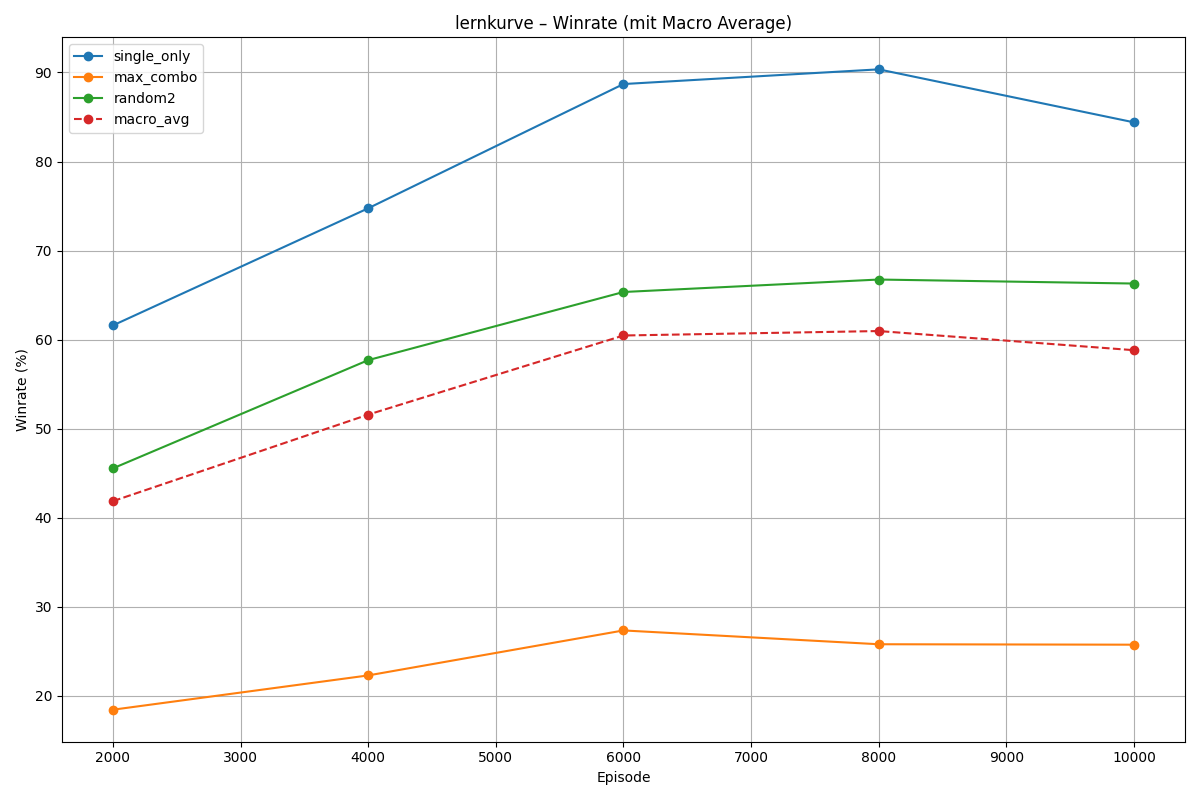 lernkurve – Winrate (mit Macro Average)
single_only
max_combo
random2
macro_avg
Winrate (%)
90
80
70
60
50
40
30
20
2000 3000 4000 5000 6000 7000 8000 9000 10000
Episode